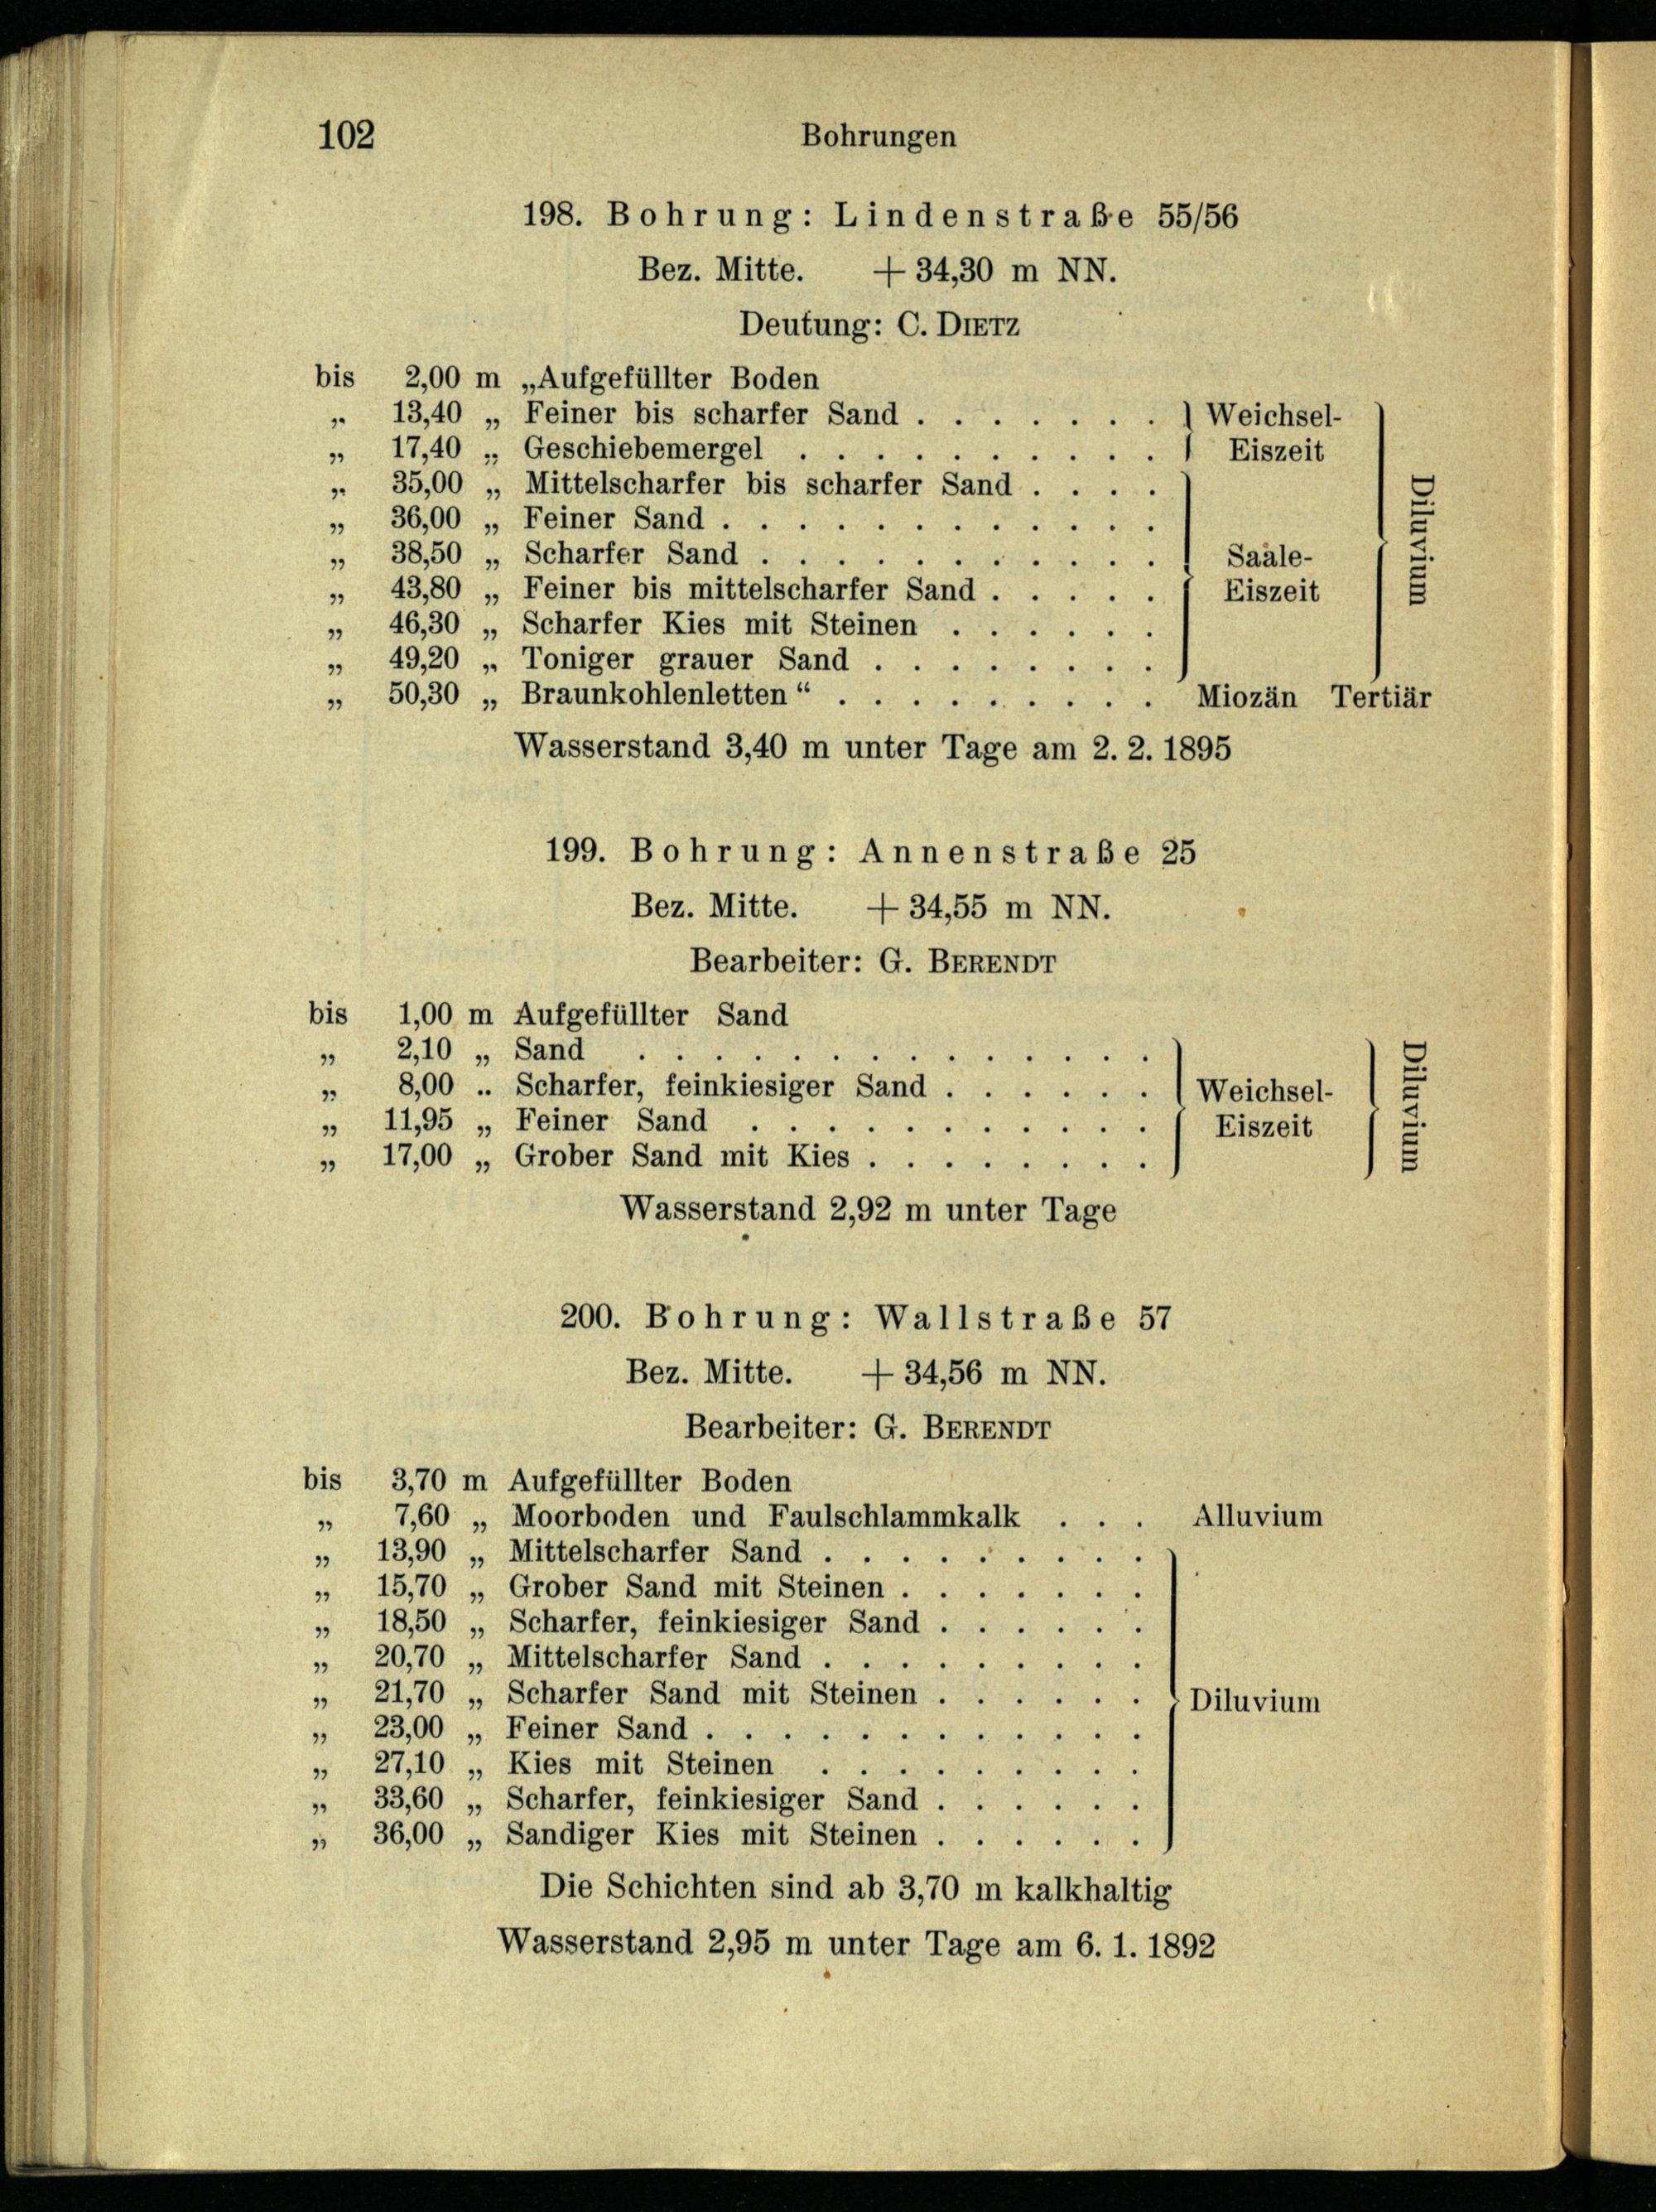 102 Bohrungen
198. Bohrung: Lindenstraße 55/56
Bez. Mitte. + 34,30 m NN.
Deutung: C. DIETZ
bis 2,00 m „Aufgefüllter Boden
„ 13,40 „ Feiner bis scharfer Sand . . . . . . . Weichsel-
„ 17,40 „ Geschiebemergel . . . . . . . . . . Eiszeit
„ 35,00 „ Mittelscharfer bis scharfer Sand . . . .
„ 36,00 „ Feiner Sand . . . . . . . . . . . .
„ 38,50 „ Scharfer Sand . . . . . . . . . . . Saale-
„ 43,80 „ Feiner bis mittelscharfer Sand . . . . . Eiszeit
„ 46,30 „ Scharfer Kies mit Steinen . . . . . .
„ 49,20 „ Toniger grauer Sand . . . . . . . .
Diluvium
„ 50,30 „ Braunkohlenletten “ . . . . . . . . . Miozän Tertiär
Wasserstand 3,40 m unter Tage am 2. 2. 1895
199. Bohrung: Annenstraße 25
Bez. Mitte. + 34,55 m NN.
Bearbeiter: G. BERENDT
bis 1,00 m Aufgefüllter Sand
„ 2,10 „ Sand . . . . . . . . . . . . . .
„ 8,00 „ Scharfer, feinkiesiger Sand . . . . . . Weichsel-
„ 11,95 „ Feiner Sand . . . . . . . . . . . Eiszeit
„ 17,00 „ Grober Sand mit Kies . . . . . . . .
Diluvium
Wasserstand 2,92 m unter Tage
200. Bohrung: Wallstraße 57
Bez. Mitte. + 34,56 m NN.
Bearbeiter: G. BERENDT
bis 3,70 m Aufgefüllter Boden
„ 7,60 „ Moorboden und Faulschlammkalk . . . Alluvium
„ 13,90 „ Mittelscharfer Sand . . . . . . . . .
„ 15,70 „ Grober Sand mit Steinen . . . . . . .
„ 18,50 „ Scharfer, feinkiesiger Sand . . . . . .
„ 20,70 „ Mittelscharfer Sand . . . . . . . . .
„ 21,70 „ Scharfer Sand mit Steinen . . . . . . Diluvium
„ 23,00 „ Feiner Sand . . . . . . . . . . . .
„ 27,10 „ Kies mit Steinen . . . . . . . . .
„ 33,60 „ Scharfer, feinkiesiger Sand . . . . . .
„ 36,00 „ Sandiger Kies mit Steinen . . . . . .
Die Schichten sind ab 3,70 m kalkhaltig
Wasserstand 2,95 m unter Tage am 6. 1. 1892